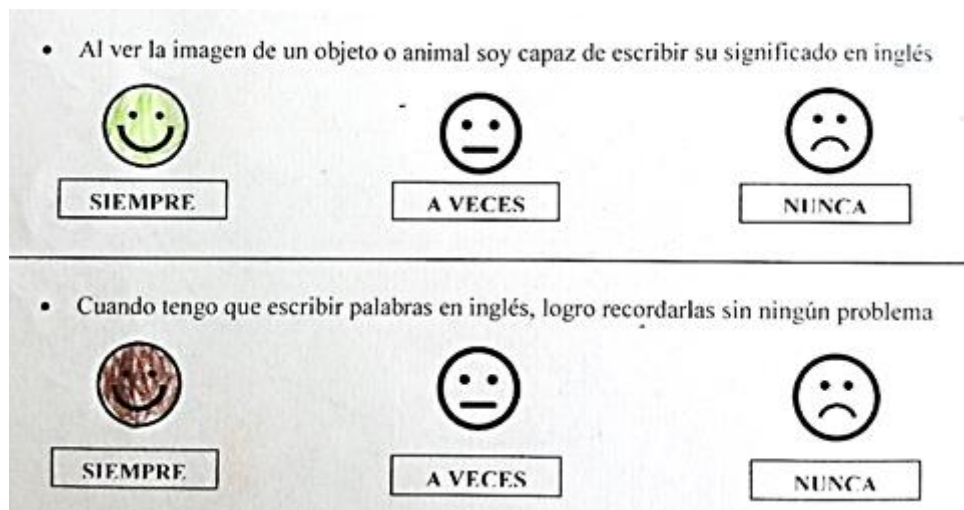 • Al ver la imagen de un objeto o animal soy capaz de escribir su significado en inglés
SIEMPRE A VECES NUNCA
• Cuando tengo que escribir palabras en inglés, logro recordarlas sin ningún problema
SIEMPRE A VECES NUNCA